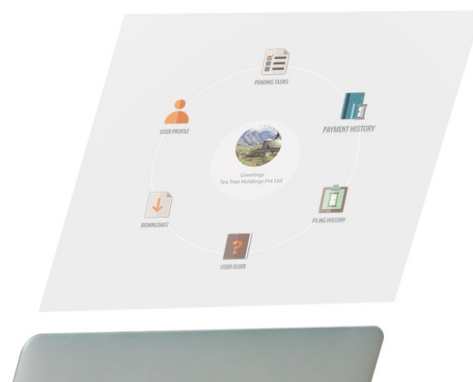 PENDING TASKS
USER PROFILE
PAYMENT HISTORY
Greetings
Tea Tree Holdings Pvt Ltd
DOWNLOADS
FILING HISTORY
USER GUIDE